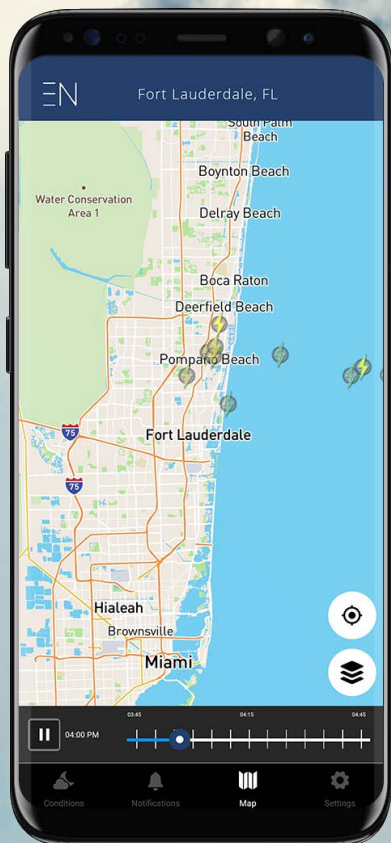 EN
Fort Lauderdale, FL
South Palm
Beach
Boynton Beach
Water Conservation
Area 1
Delray Beach
Boca Raton
Deerfield Beach
Pompano Beach
75
Fort Lauderdale
75
Hialeah
Brownsville
Miami
03:45
04:15
04:45
04:00 PM
Conditions
Notifications
Map
Settings